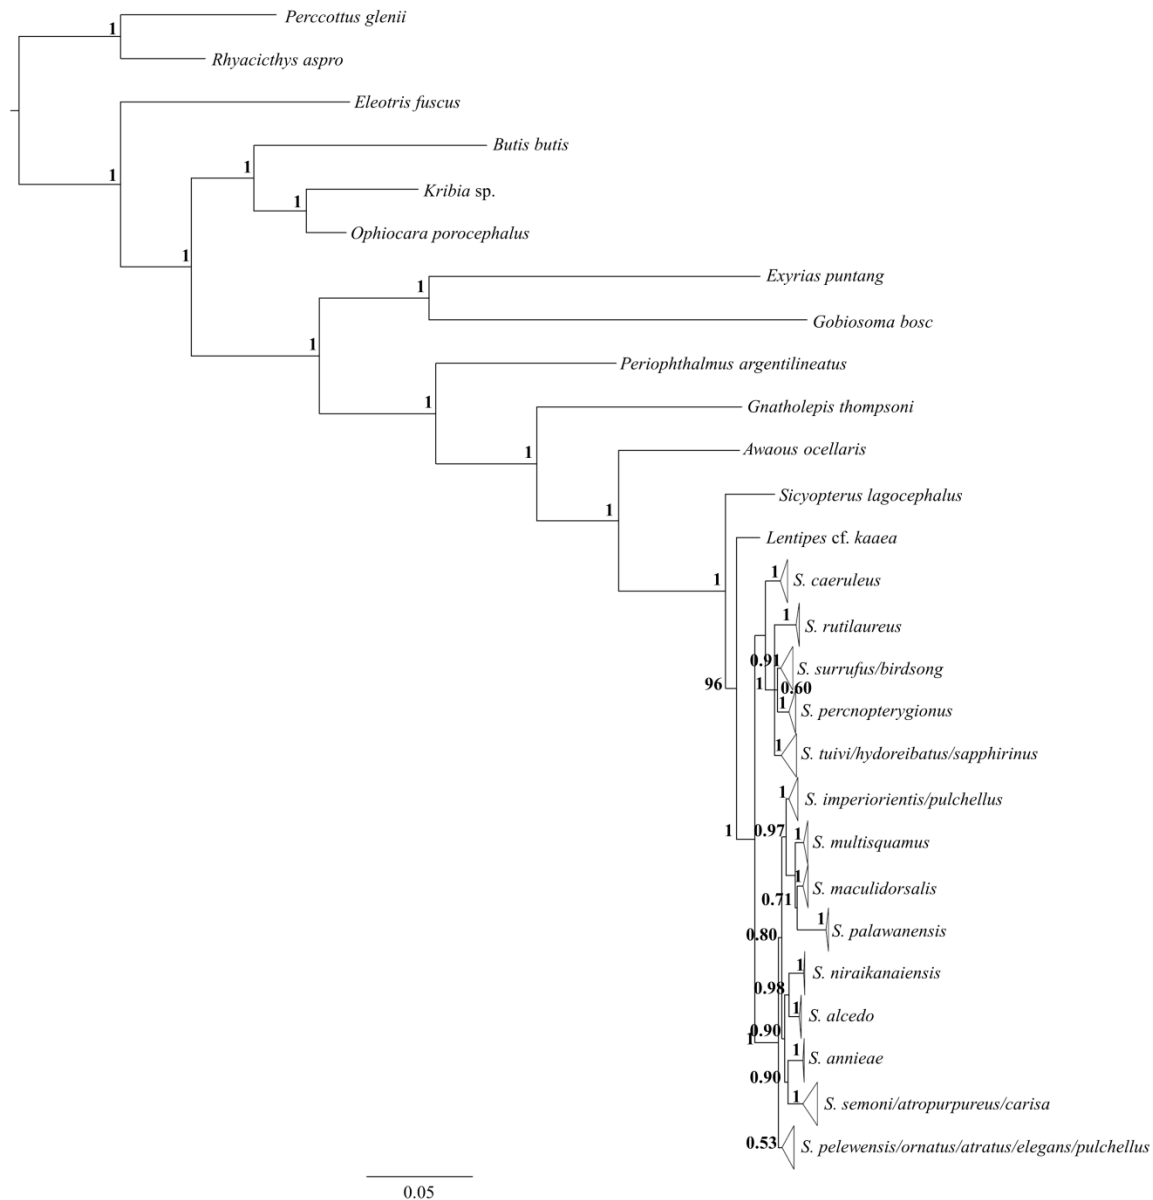 Perccottus glenii
1
Rhyacicthys aspro
Eleotris fuscus
Butis butis
1
1
Kribia sp.
1
Ophiocara porocephalus
1
Exyrias puntang
1
Gobiosoma bosc
1
Periophthalmus argentilineatus
1
Gnatholepis thompsoni
Awaous ocellaris
1
Sicyopterus lagocephalus
1
Lentipes cf. kaaea
1
1
S. caeruleus
1
S. rutilaureus
0.91
S. surrufus/birdsong
96
1
0.60
1
S. percnopterygionus
1
S. tuivi/hydoreibatus/sapphirinus
1
S. imperiorientis/pulchellus
1
0.97
1
S. multisquamus
1
S. maculidorsalis
0.71
1
S. palawanensis
0.80
1
S. niraikanaiensis
0.98
1
S. alcedo
0.90
1
1
S. annieae
0.90
1
S. semoni/atropurpureus/carisa
0.53
S. pelewensis/ornatus/atratus/elegans/pulchellus
0.05